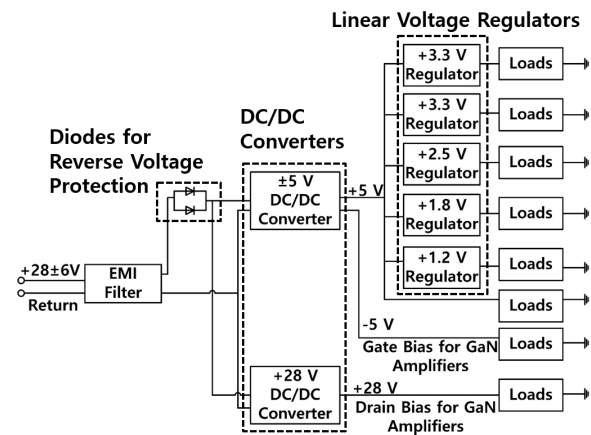 Linear Voltage Regulators
+3.3 V
Regulator
Loads
+3.3 V
Regulator
Loads
DC/DC
Converters
Diodes for
Reverse Voltage
Protection
+2.5 V
Regulator
Loads
±5 V
DC/DC
Converter
+5 V
+1.8 V
Regulator
Loads
+28±6V
Return
EMI
Filter
+1.2 V
Regulator
Loads
Loads
-5 V
Gate Bias for GaN
Amplifiers
Loads
+28 V
DC/DC
Converter
+28 V
Drain Bias for GaN
Amplifiers
Loads